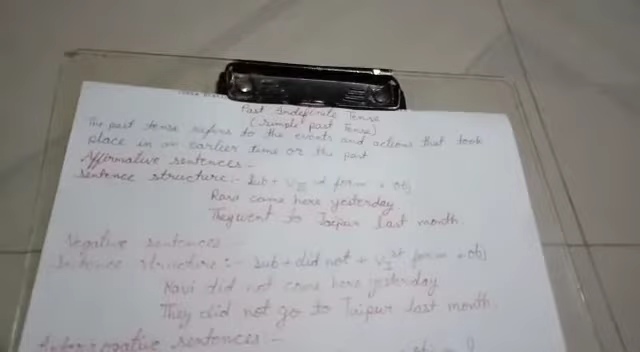 Past Indefinite Tense
(Simple past Tense)
The past tense refers to the events and actions that took
place in an earlier time or the past
Affirmative sentences -
Sentence structure:- Sub + V II nd form + obj
came here yesterday.
They went to Jaipur last month.
Negative sentences
Sentence structure :- Sub + did not + V I st form + obj
Ravi did not come here yesterday
They did not go to Jaipur last month.
Interrogative sentences :-